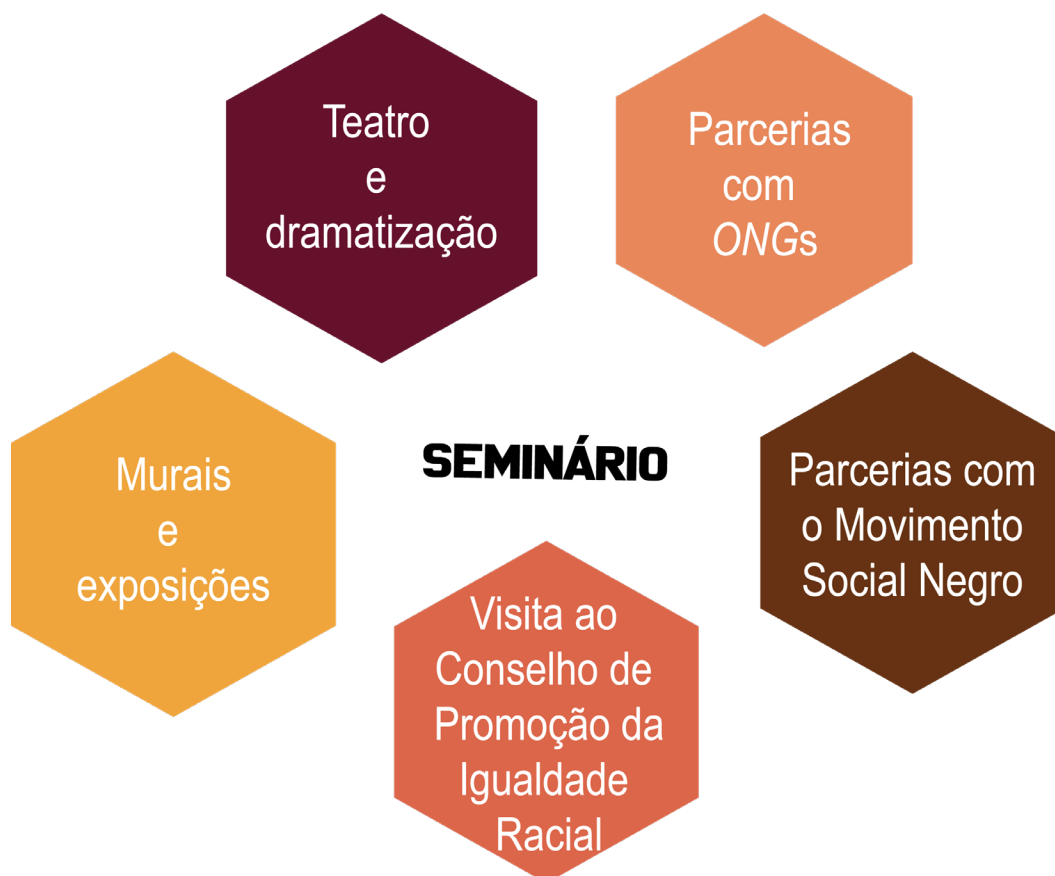 Teatro
e
dramatização
Parcerias
com
ONGs
Murais
e
exposições
SEMINÁRIO
Parcerias com
o Movimento
Social Negro
Visita ao
Conselho de
Promoção da
Igualdade
Racial